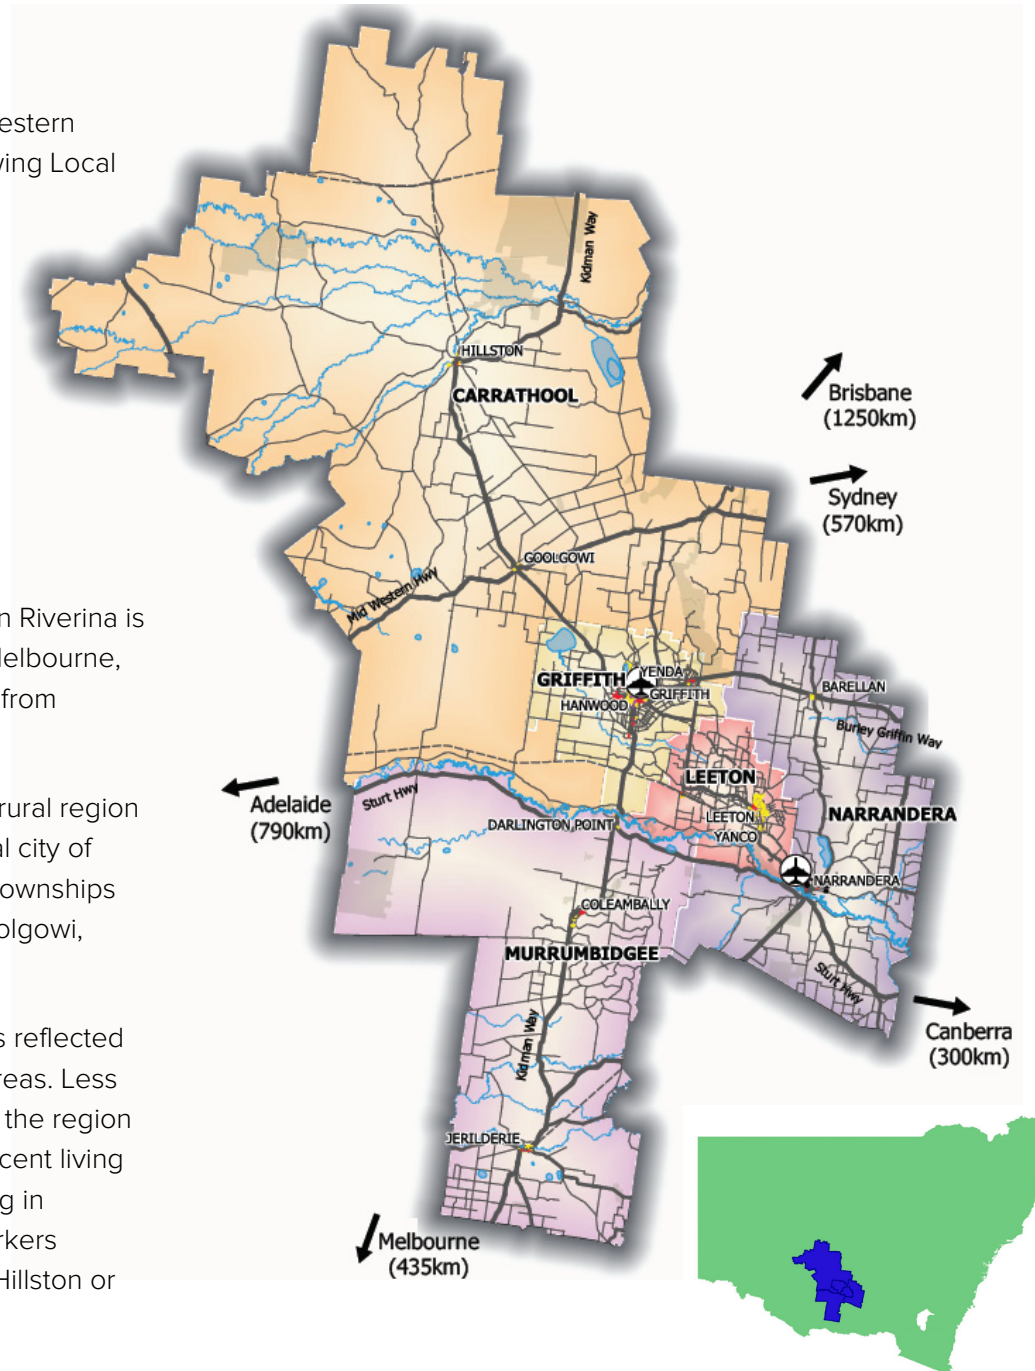 estern
ving Local
n Riverina is
Melbourne,
from
rural region
al city of
ownships
olgowi,
s reflected
reas. Less
the region
cent living
g in
rkers
Hillston or
Kidman Way
HILLSTON
CARRATHOOL
Brisbane
(1250km)
Sydney
(570km)
GOOLGOWI
Mid Western Hwy
YENDA
GRIFFITH
GRIFFITH
HANWOOD
BARELLAN
Burley Griffin Way
LEETON
Adelaide
(790km)
Sturt Hwy
LEETON
NARRANDERA
DARLINGTON POINT
YANCO
NARRANDERA
COLEAMBALLY
MURRUMBIDGEE
Sturt Hwy
Canberra
(300km)
Kidman Way
JERILDERIE
Melbourne
(435km)